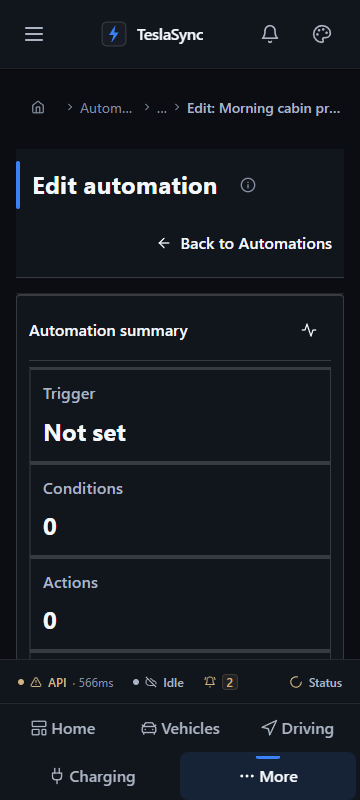 TeslaSync
Autom... ... Edit: Morning cabin pr...
Edit automation
Back to Automations
Automation summary
Trigger
Not set
Conditions
0
Actions
0
API · 566ms Idle 2 Status
Home Vehicles Driving
Charging More